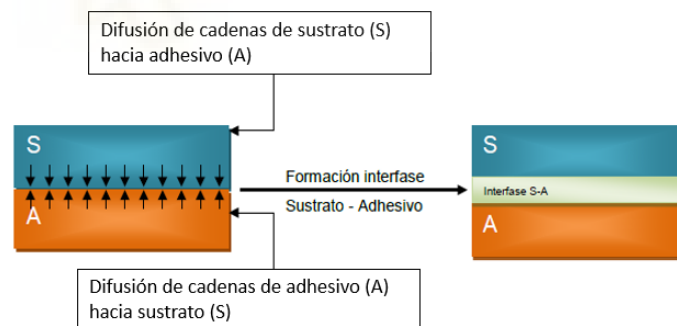 Difusión de cadenas de sustrato (S)
hacia adhesivo (A)
S
A
Formación interfase
Sustrato - Adhesivo
S
Interfase S-A
A
Difusión de cadenas de adhesivo (A)
hacia sustrato (S)